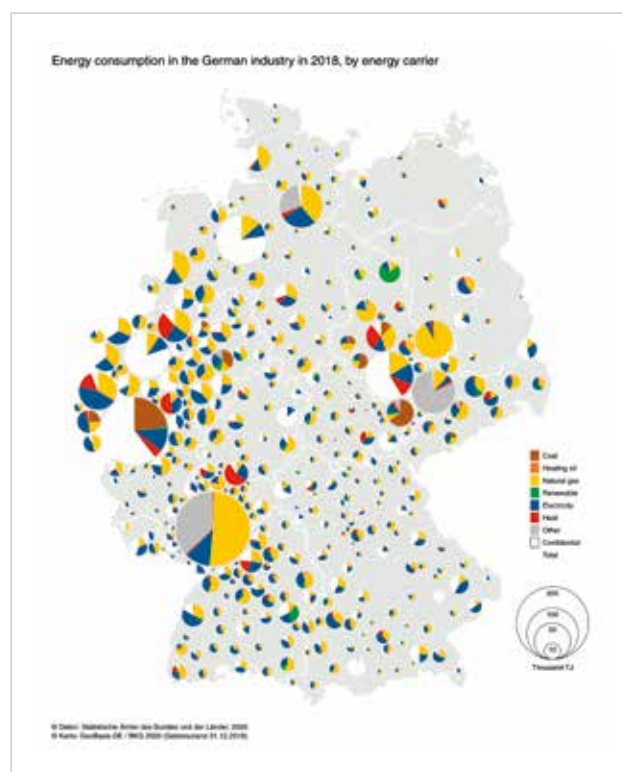 Energy consumption in the German industry in 2018, by energy carrier
Coal
Heating oil
Natural gas
Renewable
Electricity
Heat
Other
Confidential
Total
100
50
10
Thousand TJ
© Daten: Statistische Ämter des Bundes und der Länder, 2020
© Karte: GeoBasis-DE / BKG 2020 (Gebietsstand 31.12.2018)